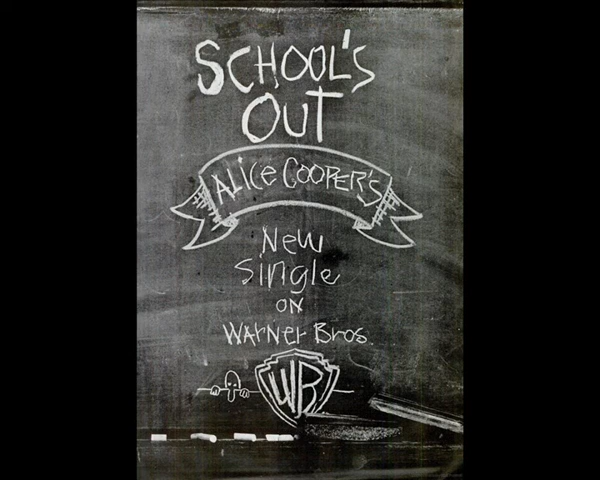 SCHOOL'S
OUT
ALiCE COOPER'S
New
Single
ON
WARNER BROS.
WB